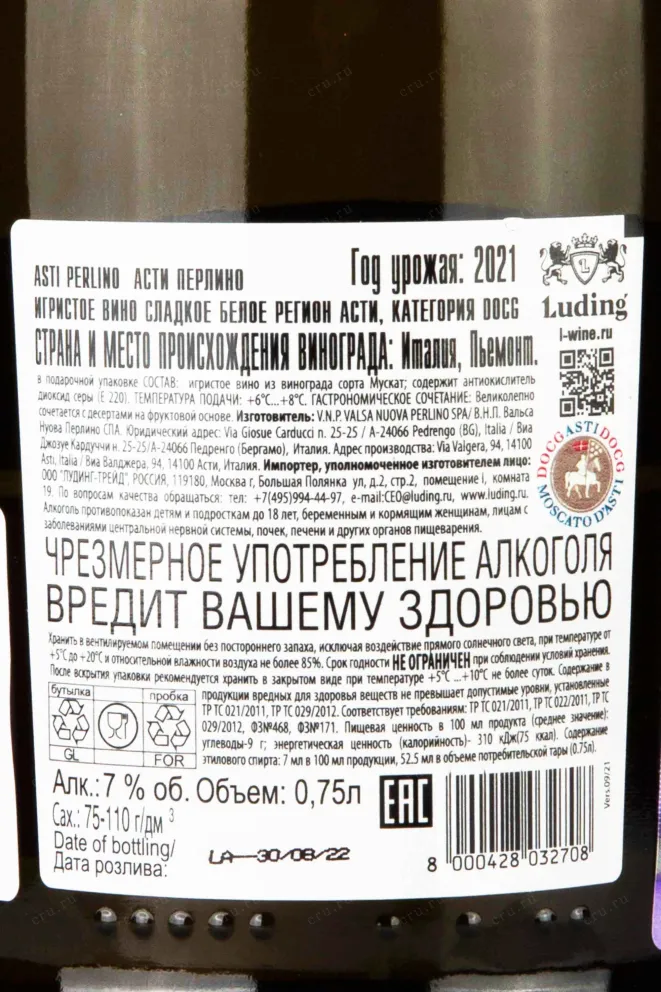 ASTI PERLINO АСТИ ПЕРЛИНО
Год урожая: 2021
ИГРИСТОЕ ВИНО СЛАДКОЕ БЕЛОЕ РЕГИОН АСТИ, КАТЕГОРИЯ DOCG
СТРАНА И МЕСТО ПРОИСХОЖДЕНИЯ ВИНОГРАДА: Италия, Пьемонт.
Luding
l-wine.ru
в подарочной упаковке СОСТАВ: игристое вино из винограда сорта Мускат; содержит антиокислитель
диоксид серы (Е 220). ТЕМПЕРАТУРА ПОДАЧИ: +6°С...+8°С. ГАСТРОНОМИЧЕСКОЕ СОЧЕТАНИЕ: Великолепно
сочетается с десертами на фруктовой основе. Изготовитель: V.N.P. VALSA NUOVA PERLINO SPA/ В.Н.П. Вальса
Нуова Перлино СПА. Юридический адрес: Via Giosue Carducci n. 25-25 / A-24066 Pedrengo (BG), Italia / Виа
Джозуе Кардуччи н. 25-25/А-24066 Педренго (Бергамо), Италия. Адрес производства: Via Valgera, 94, 14100
Asti, Italia / Виа Валджера, 94, 14100 Асти, Италия. Импортер, уполномоченное изготовителем лицо:
ООО "ЛУДИНГ-ТРЕЙД", РОССИЯ, 119180, Москва г, Большая Полянка ул, д.2, стр.2, помещение i, комната
19. По вопросам качества обращаться: тел: +7(495)994-44-97, e-mail:CEO@luding.ru, www.luding.ru.
Алкоголь противопоказан детям и подросткам до 18 лет, беременным и кормящим женщинам, лицам с
заболеваниями центральной нервной системы, почек, печени и других органов пищеварения.
DOCG ASTI DOCG
MOSCATO D'ASTI
ЧРЕЗМЕРНОЕ УПОТРЕБЛЕНИЕ АЛКОГОЛЯ
ВРЕДИТ ВАШЕМУ ЗДОРОВЬЮ
Хранить в вентилируемом помещении без постороннего запаха, исключая воздействие прямого солнечного света, при температуре от
+5°С до +20°С и относительной влажности воздуха не более 85%. Срок годности НЕ ОГРАНИЧЕН при соблюдении условий хранения.
После вскрытия упаковки рекомендуется хранить в закрытом виде при температуре +5°С ...+10°С не более суток. Содержание в
продукции вредных для здоровья веществ не превышает допустимые уровни, установленные
ТР ТС 021/2011, ТР ТС 029/2012. Соответствует требованиям: ТР ТС 021/2011, ТР ТС 022/2011, ТР ТС
029/2012, ФЗ№468, ФЗ№171. Пищевая ценность в 100 мл продукта (среднее значение):
углеводы-9 г; энергетическая ценность (калорийность)- 310 кДж(75 ккал). Содержание
этилового спирта: 7 мл в 100 мл продукции, 52.5 мл в объеме потребительской тары (0.75л).
бутылка
пробка
GL
FOR
Алк.:7 % об. Объем: 0,75л
Сах.: 75-110 г/дм³
Date of bottling/
Дата розлива:
LA-30/08/22
EAC
8 000428 032708
Vers.09/21